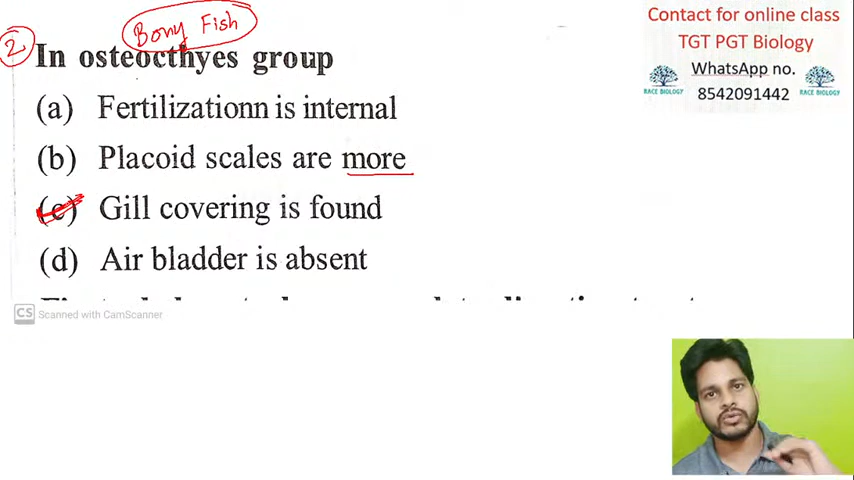 Bony Fish
2
In osteocthyes group
(a) Fertilizationn is internal
(b) Placoid scales are more
(c) Gill covering is found
(d) Air bladder is absent
CS Scanned with CamScanner
Contact for online class
TGT PGT Biology
WhatsApp no.
8542091442
RACE BIOLOGY
RACE BIOLOGY